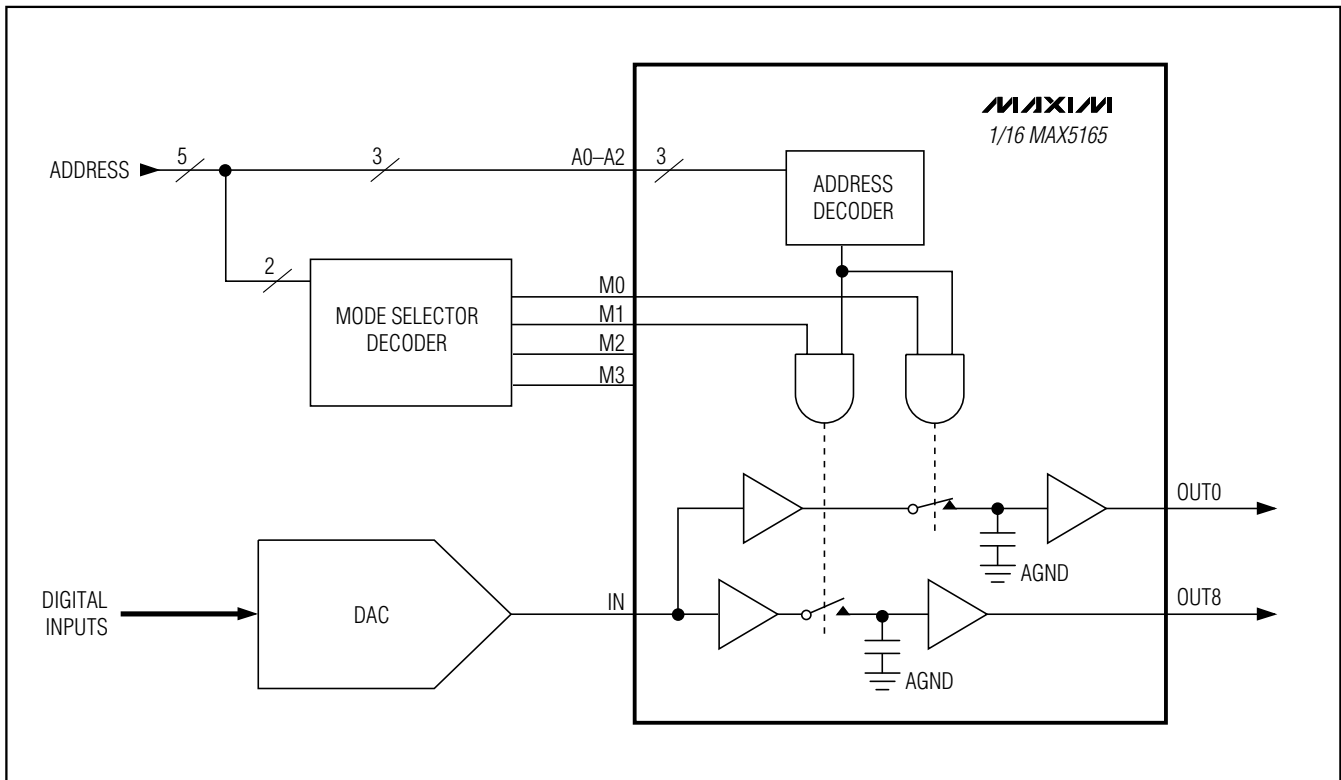 MAXIM
1/16 MAX5165
ADDRESS
5
3
A0–A2
3
ADDRESS
DECODER
2
MODE SELECTOR
DECODER
M0
M1
M2
M3
OUT0
AGND
DIGITAL
INPUTS
DAC
IN
OUT8
AGND